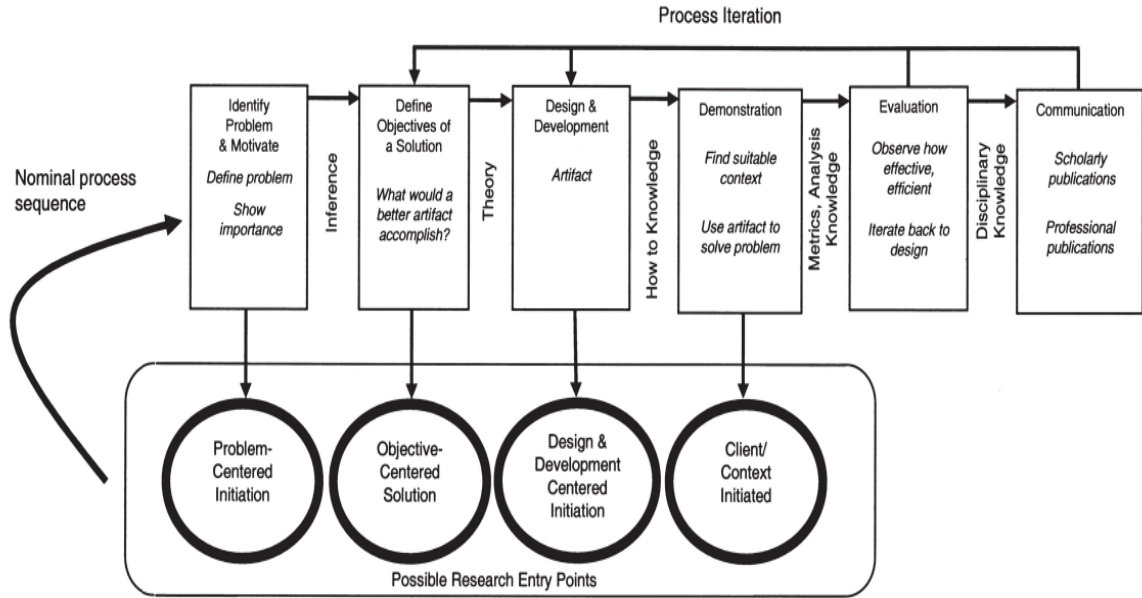 Process Iteration
Nominal process
sequence
Identify
Problem
& Motivate
Define problem
Show
importance
Inference
Define
Objectives of
a Solution
What would a
better artifact
accomplish?
Theory
Design &
Development
Artifact
How to Knowledge
Demonstration
Find suitable
context
Use artifact to
solve problem
Metrics, Analysis
Knowledge
Evaluation
Observe how
effective,
efficient
Iterate back to
design
Disciplinary
Knowledge
Communication
Scholarly
publications
Professional
publications
Problem-
Centered
Initiation
Objective-
Centered
Solution
Design &
Development
Centered
Initiation
Client/
Context
Initiated
Possible Research Entry Points